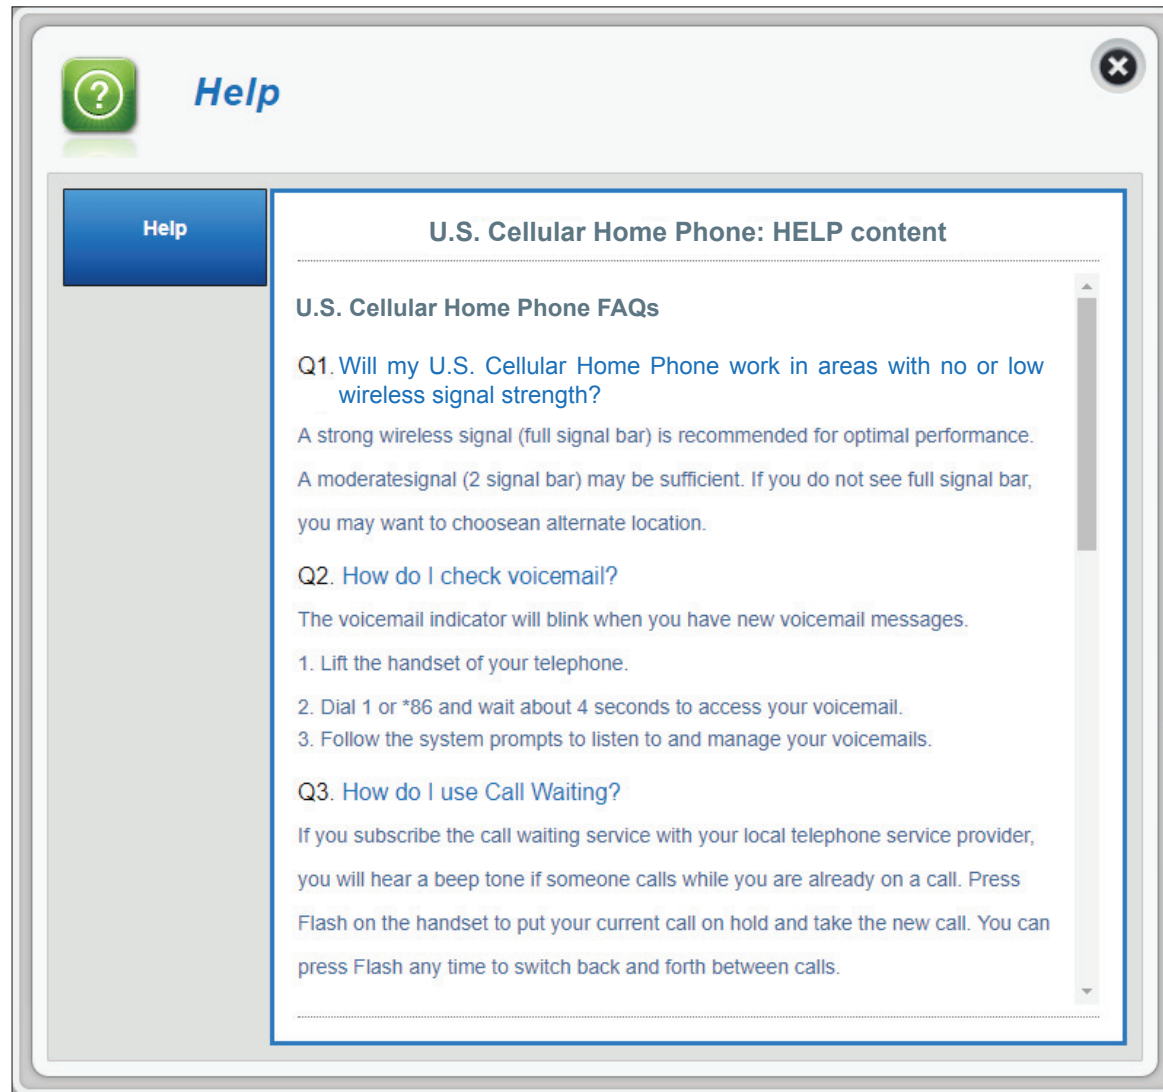 Help
Help
U.S. Cellular Home Phone: HELP content
U.S. Cellular Home Phone FAQs
Q1. Will my U.S. Cellular Home Phone work in areas with no or low
wireless signal strength?
A strong wireless signal (full signal bar) is recommended for optimal performance.
A moderatesignal (2 signal bar) may be sufficient. If you do not see full signal bar,
you may want to choosean alternate location.
Q2. How do I check voicemail?
The voicemail indicator will blink when you have new voicemail messages.
1. Lift the handset of your telephone.
2. Dial 1 or *86 and wait about 4 seconds to access your voicemail.
3. Follow the system prompts to listen to and manage your voicemails.
Q3. How do I use Call Waiting?
If you subscribe the call waiting service with your local telephone service provider,
you will hear a beep tone if someone calls while you are already on a call. Press
Flash on the handset to put your current call on hold and take the new call. You can
press Flash any time to switch back and forth between calls.